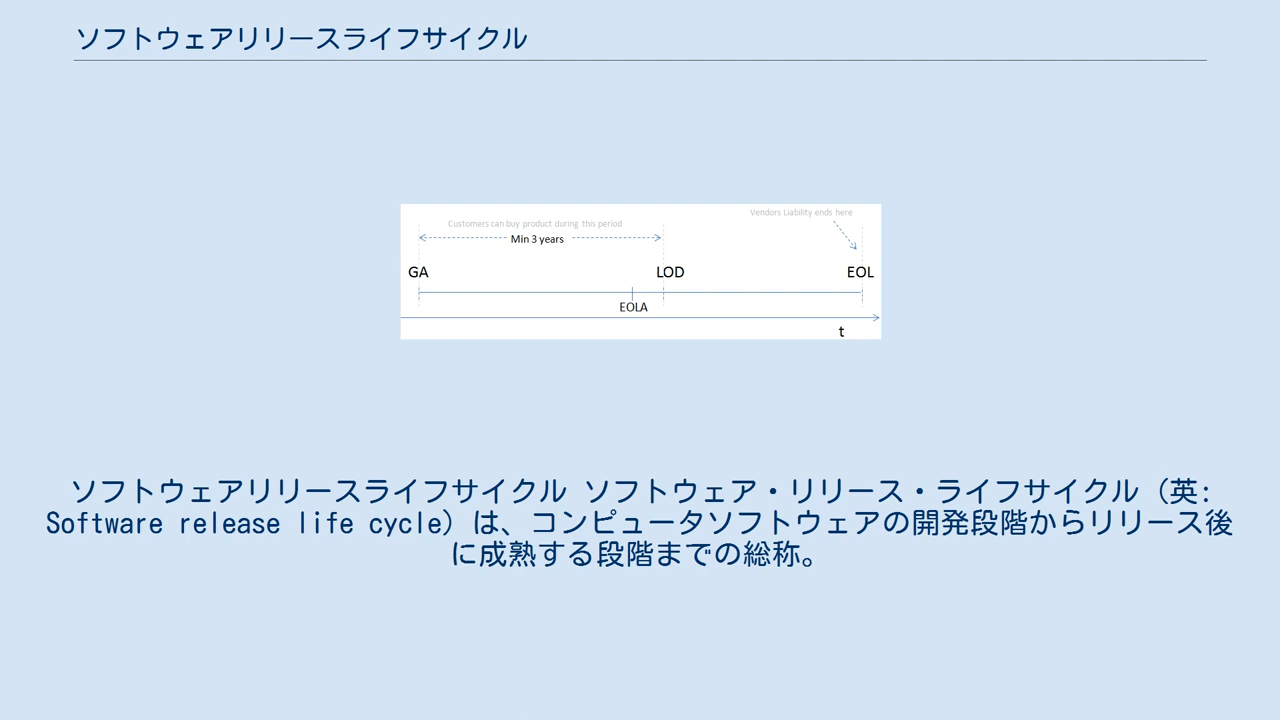 ソフトウェアリリースライフサイクル
Vendors Liability ends here
Customers can buy product during this period
Min 3 years
GA
LOD
EOL
EOLA
t
ソフトウェアリリースライフサイクル ソフトウェア・リリース・ライフサイクル（英:
Software release life cycle）は、コンピュータソフトウェアの開発段階からリリース後
に成熟する段階までの総称。